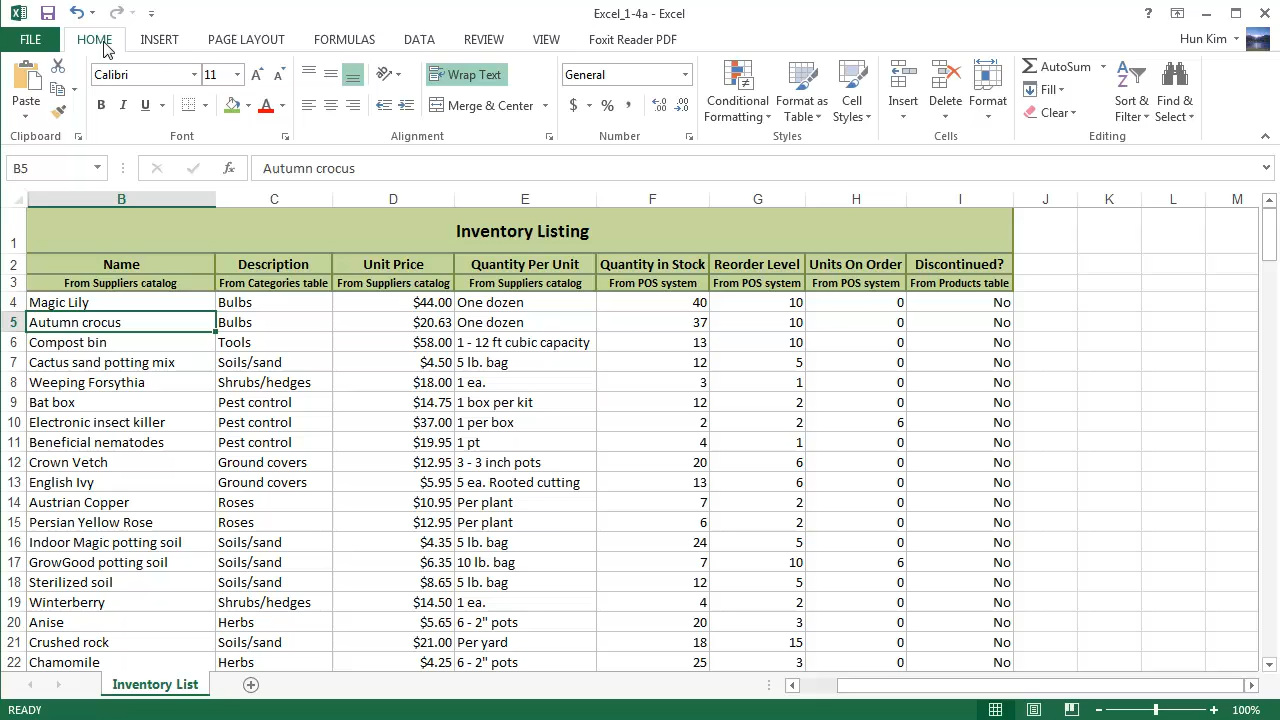 Excel_1-4a - Excel
?
FILE HOME INSERT PAGE LAYOUT FORMULAS DATA REVIEW VIEW Foxit Reader PDF Hun Kim
Paste Calibri 11 A A Wrap Text General Conditional Formatting Format as Table Cell Styles Insert Delete Format AutoSum Fill Clear Sort & Filter Find & Select
B I U A Merge & Center $ % ,
Clipboard Font Alignment Number Styles Cells Editing
B5 fx Autumn crocus
B C D E F G H I J K L M
1 Inventory Listing
2 Name Description Unit Price Quantity Per Unit Quantity in Stock Reorder Level Units On Order Discontinued?
3 From Suppliers catalog From Categories table From Suppliers catalog From Suppliers catalog From POS system From POS system From POS system From Products table
4 Magic Lily Bulbs $44.00 One dozen 40 10 0 No
5 Autumn crocus Bulbs $20.63 One dozen 37 10 0 No
6 Compost bin Tools $58.00 1 - 12 ft cubic capacity 13 10 0 No
7 Cactus sand potting mix Soils/sand $4.50 5 lb. bag 12 5 0 No
8 Weeping Forsythia Shrubs/hedges $18.00 1 ea. 3 1 0 No
9 Bat box Pest control $14.75 1 box per kit 12 2 0 No
10 Electronic insect killer Pest control $37.00 1 per box 2 2 6 No
11 Beneficial nematodes Pest control $19.95 1 pt 4 1 0 No
12 Crown Vetch Ground covers $12.95 3 - 3 inch pots 20 6 0 No
13 English Ivy Ground covers $5.95 5 ea. Rooted cutting 13 6 0 No
14 Austrian Copper Roses $10.95 Per plant 7 2 0 No
15 Persian Yellow Rose Roses $12.95 Per plant 6 2 0 No
16 Indoor Magic potting soil Soils/sand $4.35 5 lb. bag 24 5 0 No
17 GrowGood potting soil Soils/sand $6.35 10 lb. bag 7 10 6 No
18 Sterilized soil Soils/sand $8.65 5 lb. bag 12 5 0 No
19 Winterberry Shrubs/hedges $14.50 1 ea. 4 2 0 No
20 Anise Herbs $5.65 6 - 2" pots 20 3 0 No
21 Crushed rock Soils/sand $21.00 Per yard 18 15 0 No
22 Chamomile Herbs $4.25 6 - 2" pots 25 3 0 No
Inventory List
READY 100%